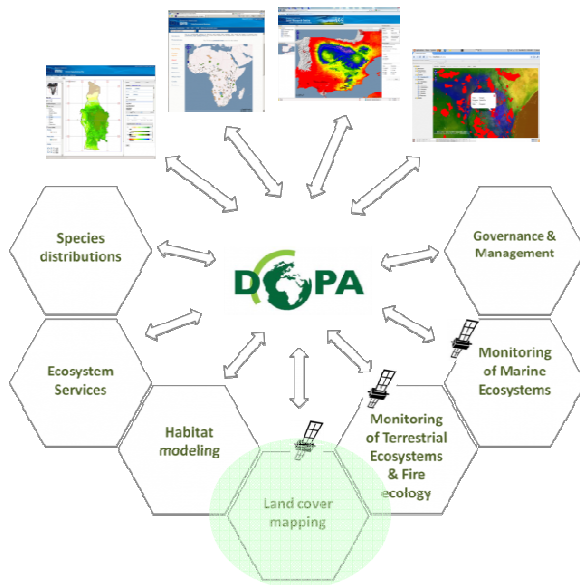 Species
distributions
Governance &
Management
DOPA
Ecosystem
Services
Monitoring
of Marine
Ecosystems
Habitat
modeling
Monitoring
of Terrestrial
Ecosystems
& Fire
ecology
Land cover
mapping